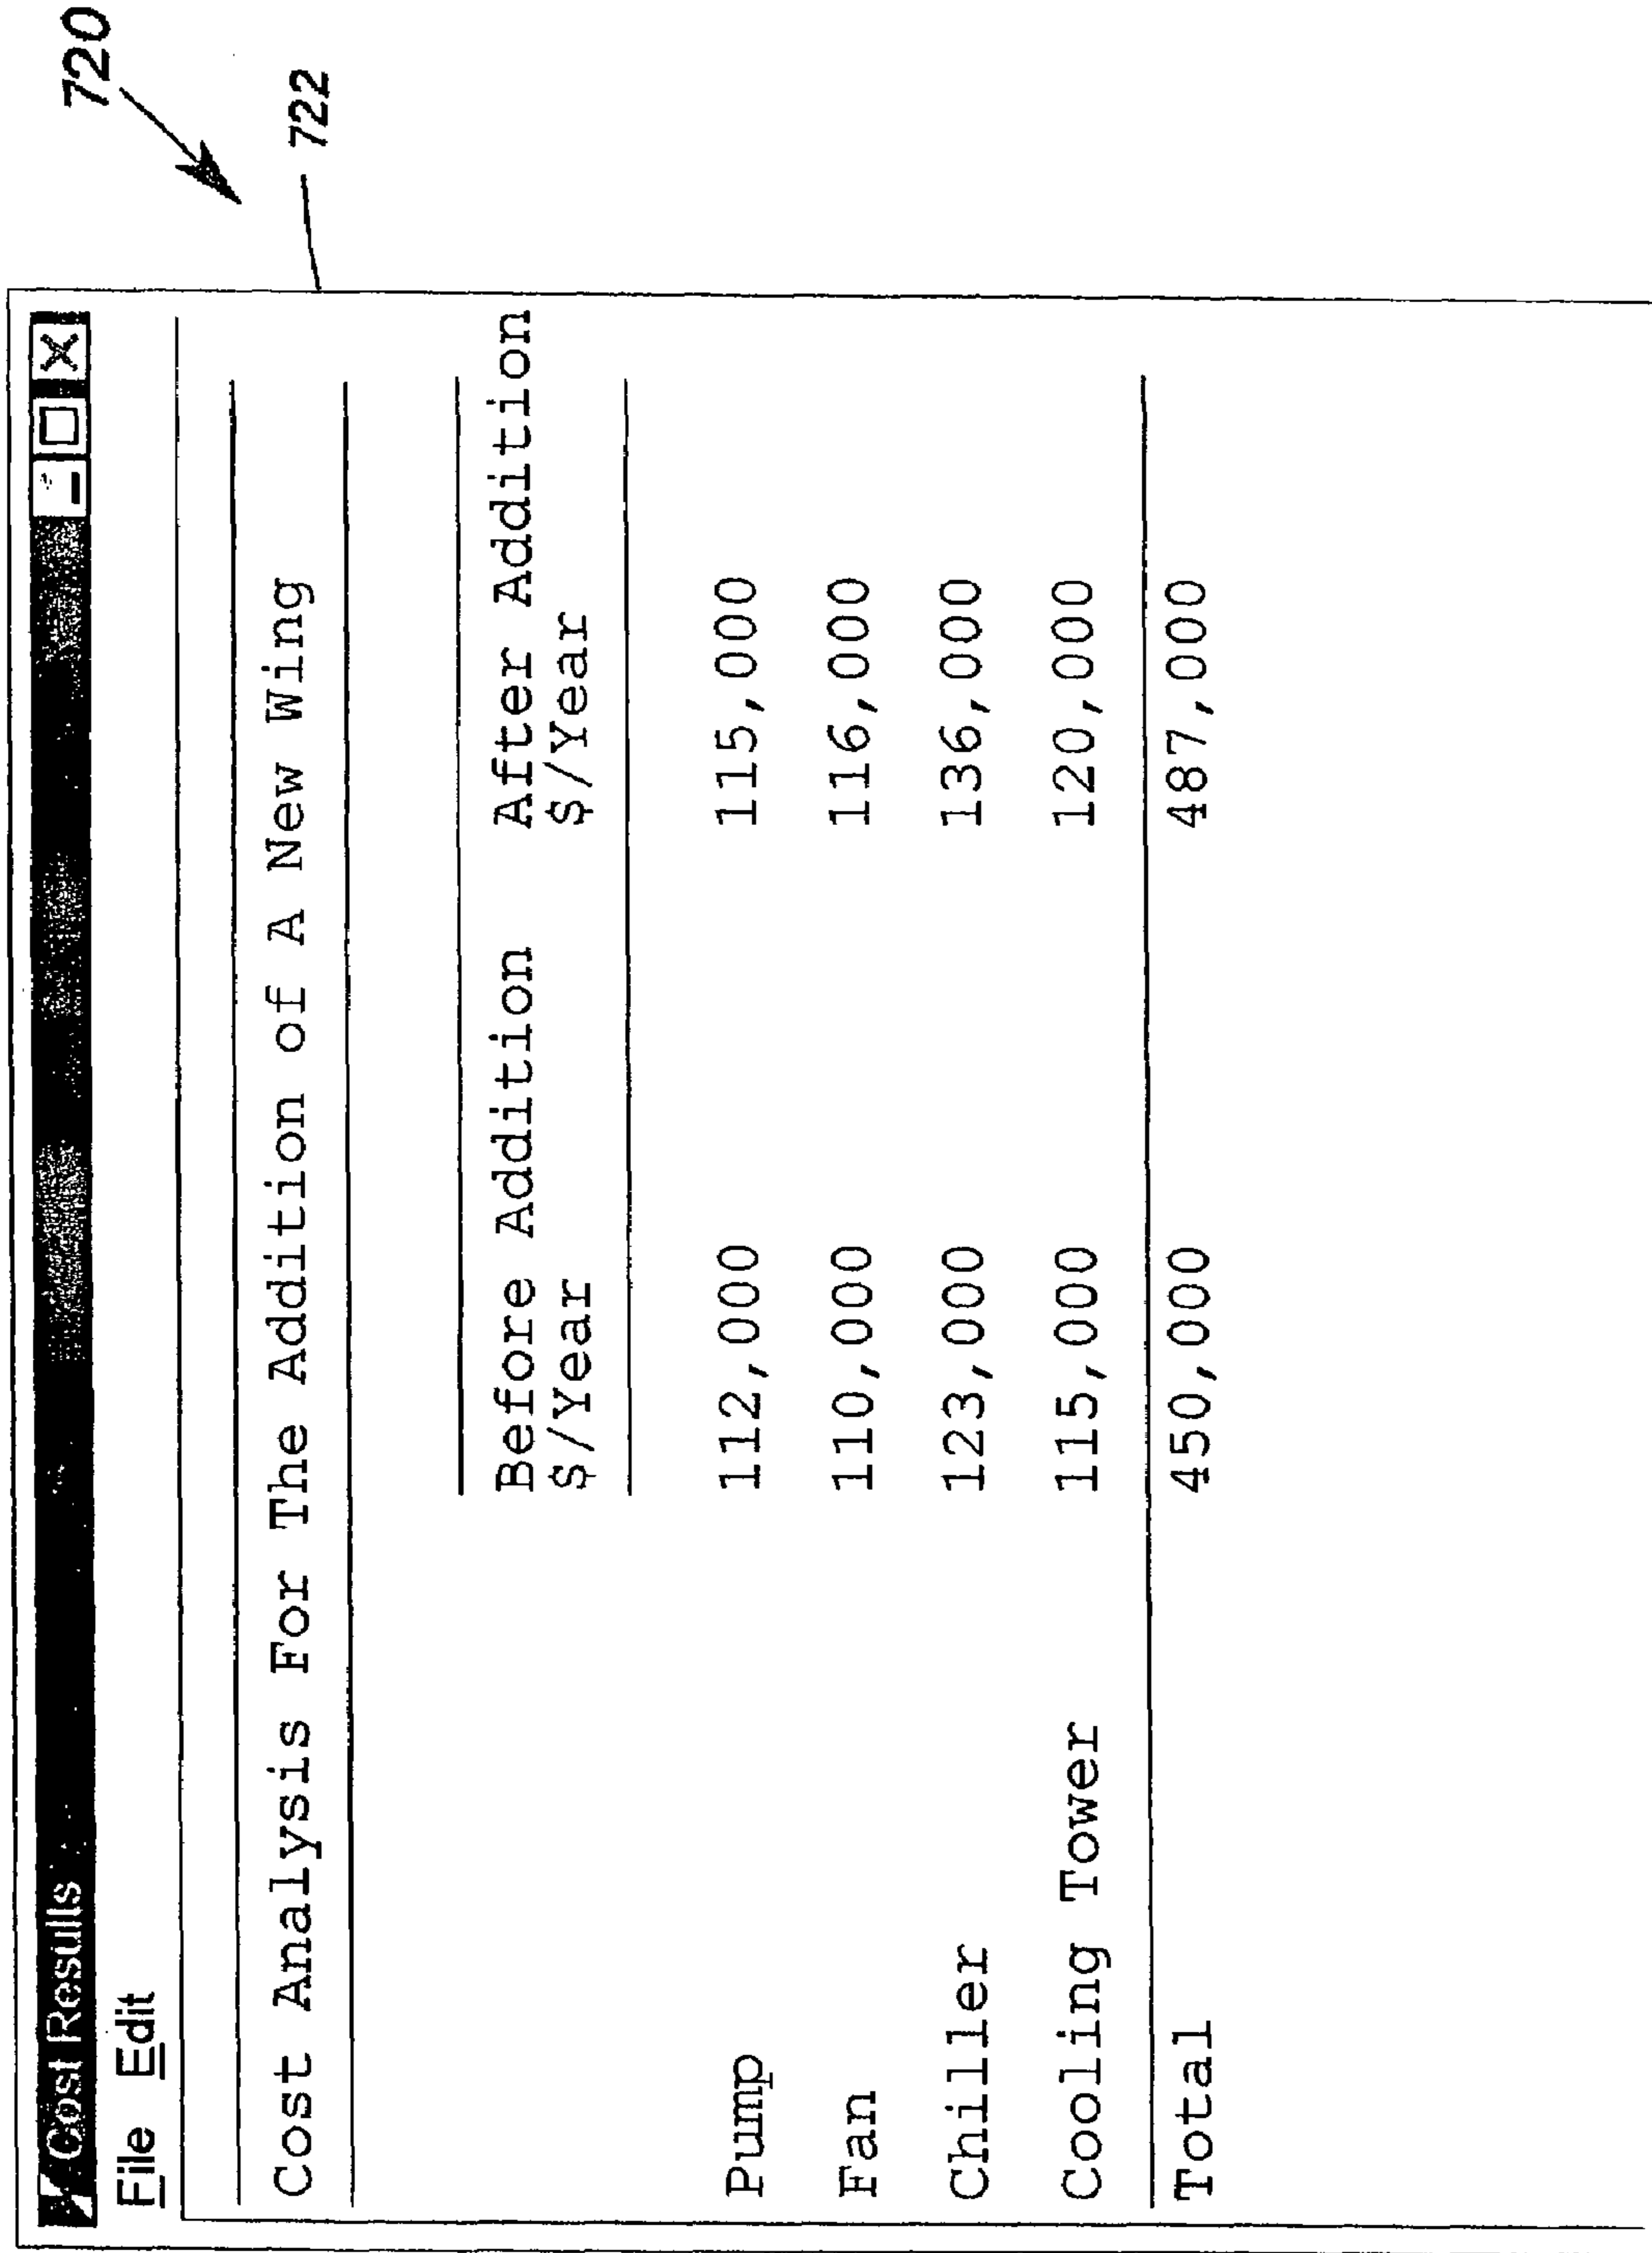 720
722
Cost Results
File Edit
Cost Analysis For The Addition of A New Wing
Before Addition After Addition
$/Year $/Year
Pump 112,000 115,000
Fan 110,000 116,000
Chiller 123,000 136,000
Cooling Tower 115,000 120,000
Total 450,000 487,000